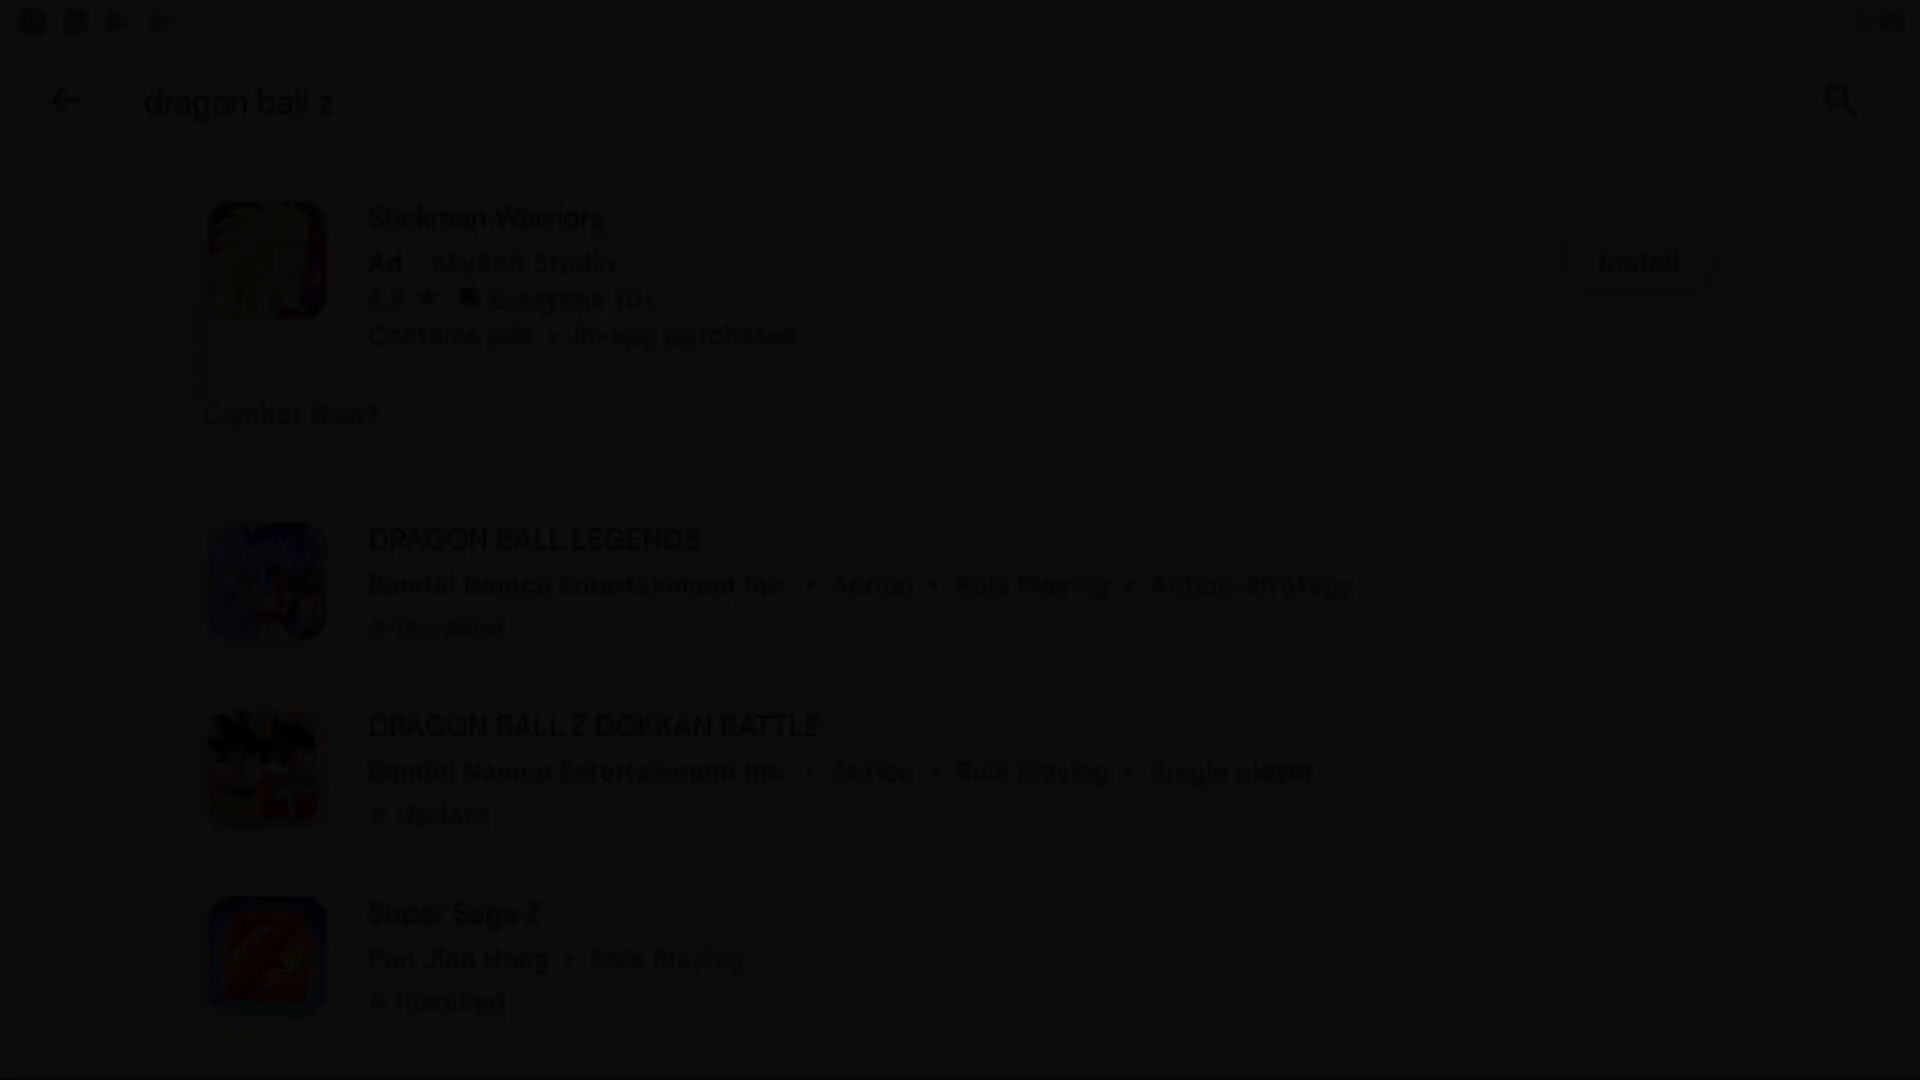 dragon ball z
Stickman Warriors
Ad · SkySoft Studio
Everyone 10+
Contains ads • In-app purchases
Install
Combat Now?
DRAGON BALL LEGENDS
Bandai Namco Entertainment Inc. • Action • Role Playing • Action-strategy
Installed
DRAGON BALL Z DOKKAN BATTLE
Bandai Namco Entertainment Inc. • Action • Role Playing • Single player
Update
Super Saga Z
Pan Jian Hong • Role Playing
Installed